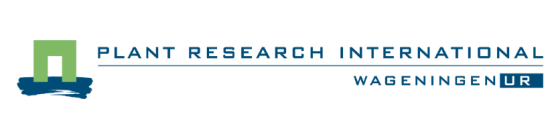 PLANT RESEARCH INTERNATIONAL
WAGENINGEN UR